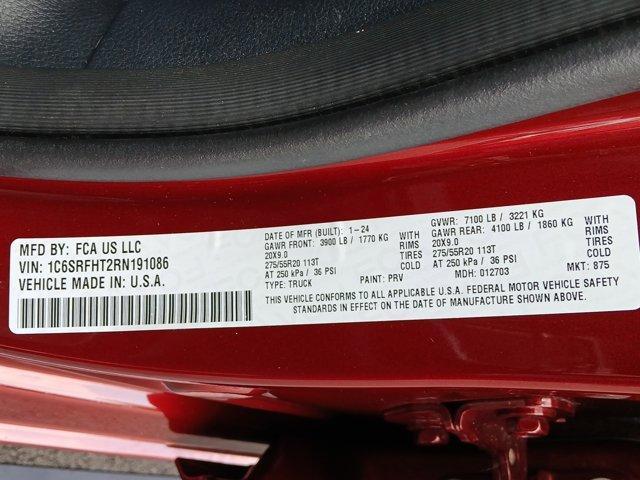 MFD BY: FCA US LLC
VIN: 1C6SRFHT2RN191086
VEHICLE MADE IN: U.S.A.
DATE OF MFR (BUILT): 1-24
GAWR FRONT: 3900 LB / 1770 KG WITH
20X9.0 RIMS
275/55R20 113T TIRES
AT 250 kPa / 36 PSI COLD
TYPE: TRUCK PAINT: PRV
GVWR: 7100 LB / 3221 KG
GAWR REAR: 4100 LB / 1860 KG WITH
20X9.0 RIMS
275/55R20 113T TIRES
AT 250 kPa / 36 PSI COLD
MDH: 012703 MKT: 875
THIS VEHICLE CONFORMS TO ALL APPLICABLE U.S.A. FEDERAL MOTOR VEHICLE SAFETY
STANDARDS IN EFFECT ON THE DATE OF MANUFACTURE SHOWN ABOVE.